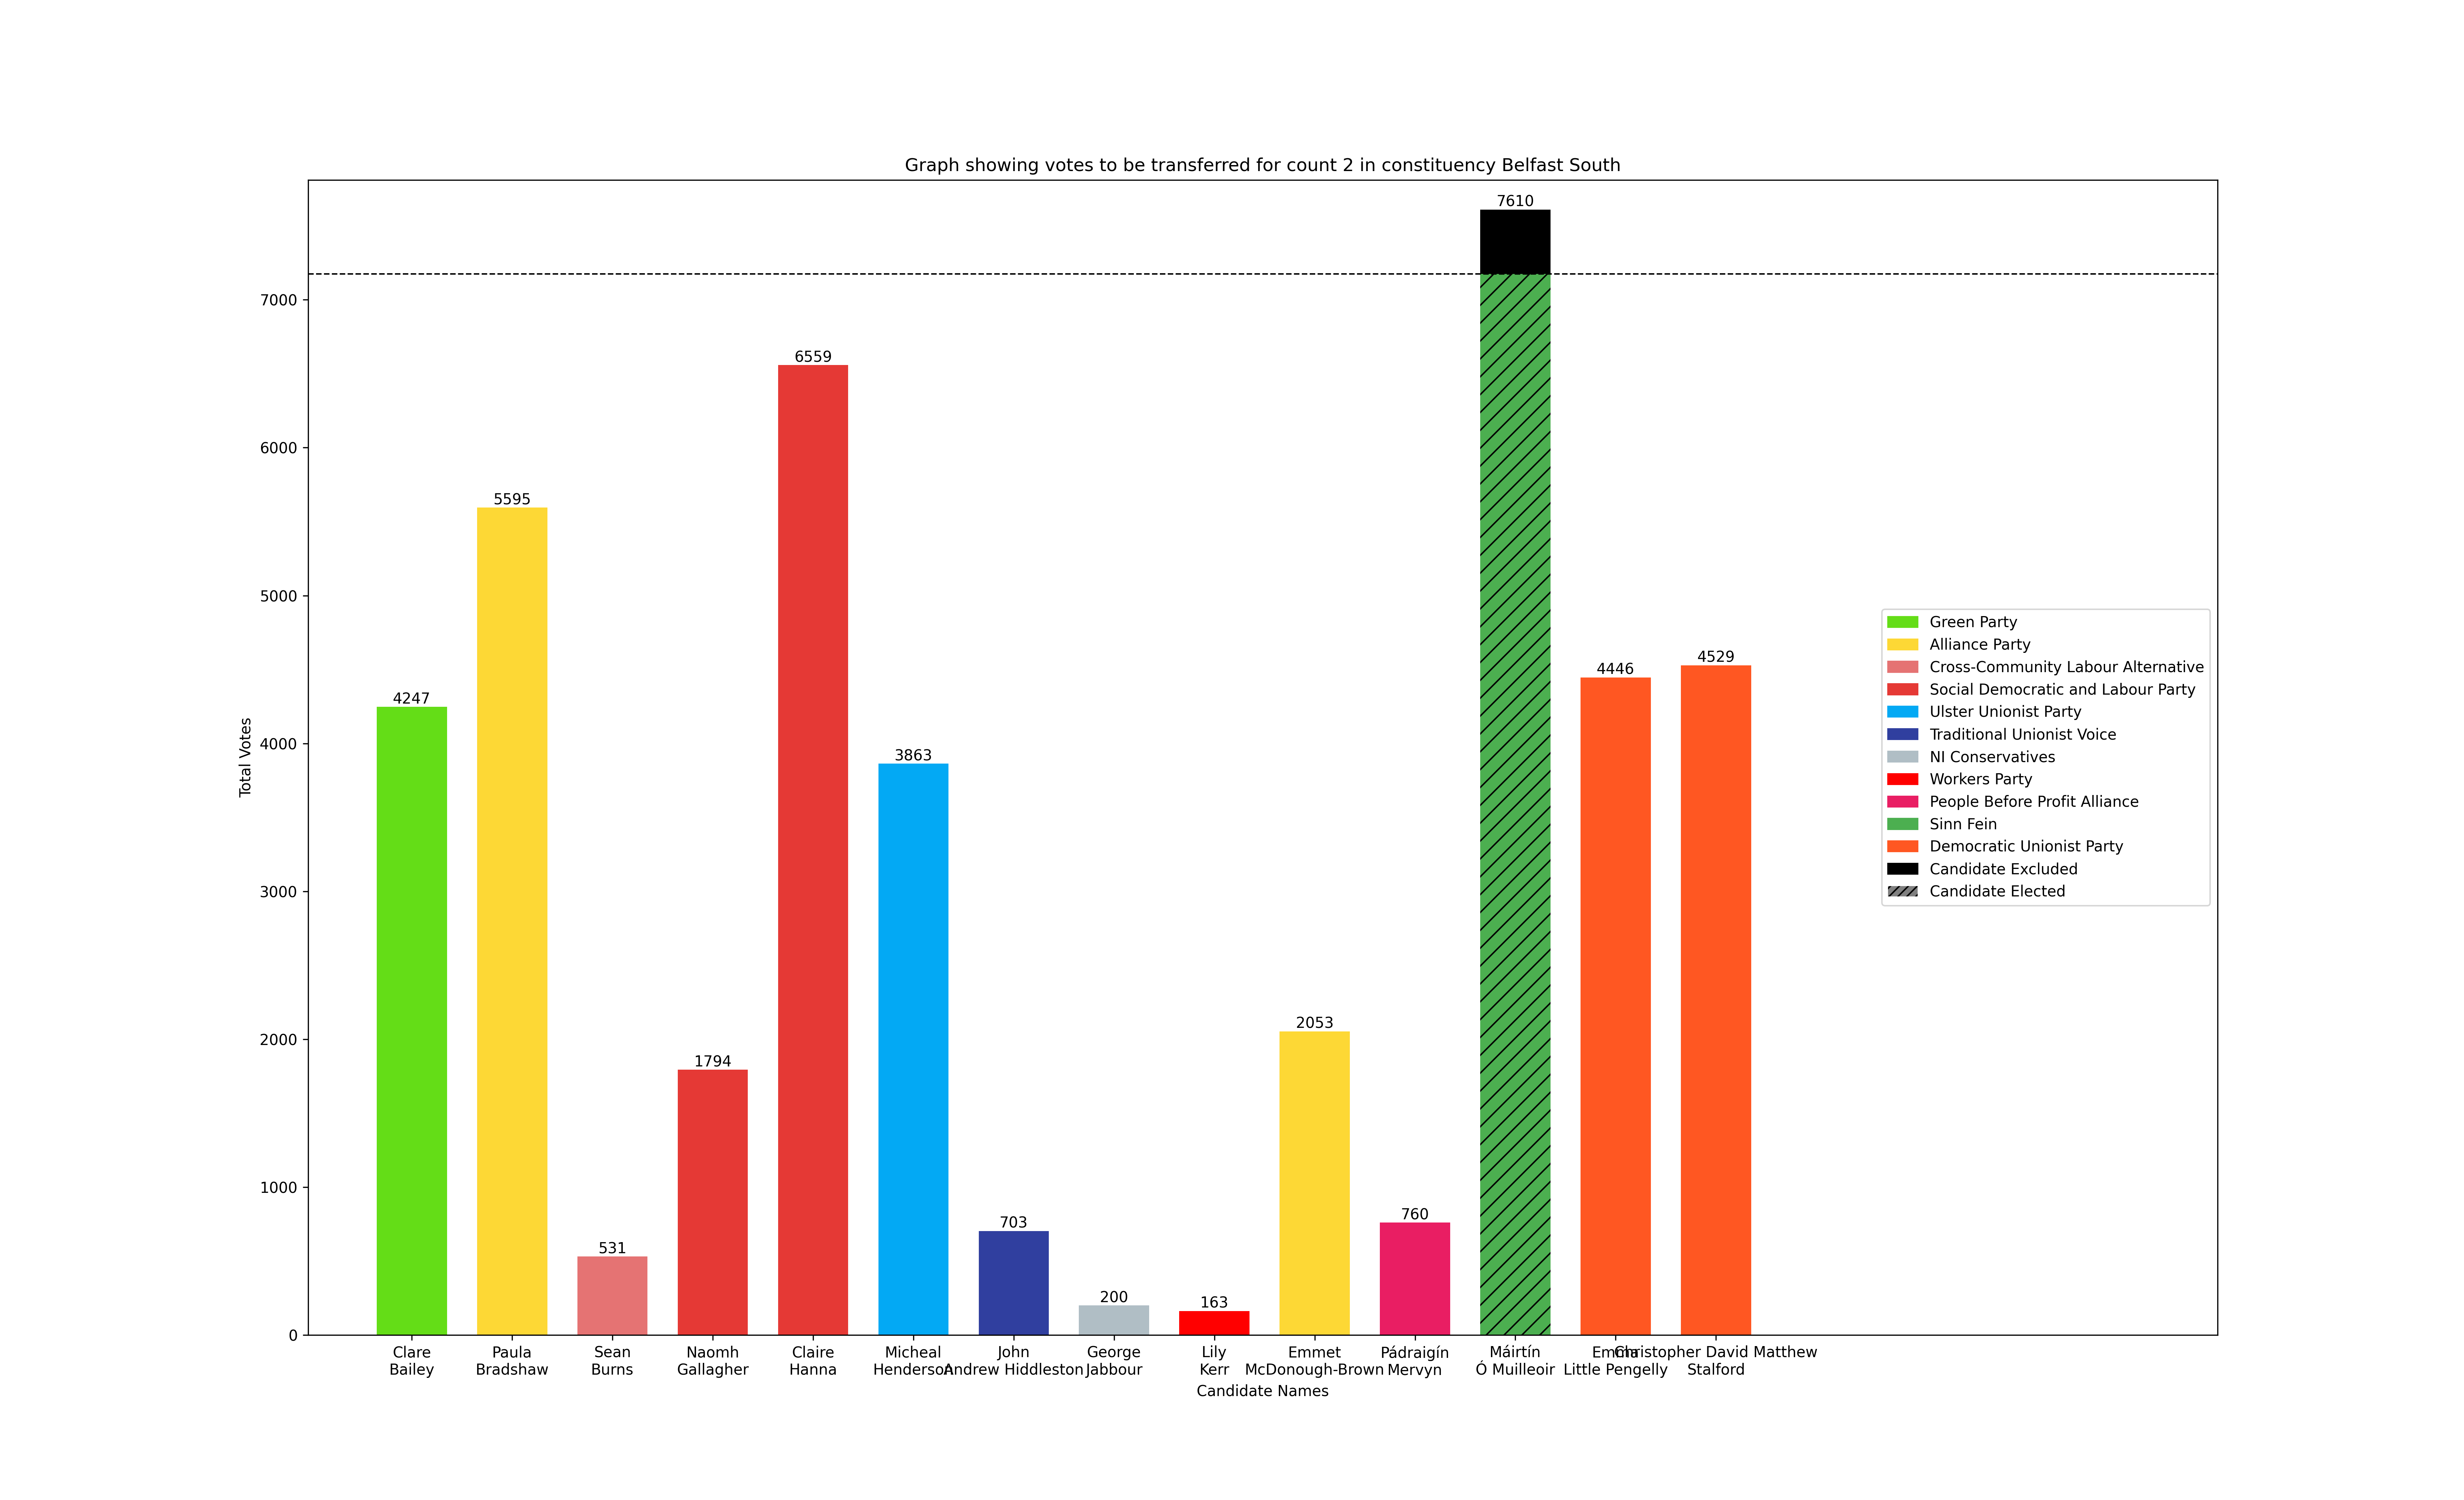 Graph showing votes to be transferred for count 2 in constituency Belfast South
7610
7000
6559
6000
5595
5000
4529
4446
4247
4000
3863
3000
2053
2000
1794
1000
760
703
531
200
163
0
Total Votes
Green Party
Alliance Party
Cross-Community Labour Alternative
Social Democratic and Labour Party
Ulster Unionist Party
Traditional Unionist Voice
NI Conservatives
Workers Party
People Before Profit Alliance
Sinn Fein
Democratic Unionist Party
Candidate Excluded
Candidate Elected
Clare
Bailey
Paula
Bradshaw
Sean
Burns
Naomh
Gallagher
Claire
Hanna
Micheal
Henderson
John
Andrew Hiddleston
George
Jabbour
Lily
Kerr
Emmet
McDonough-Brown
Pádraigín
Mervyn
Máirtín
Ó Muilleoir
Emma
Little Pengelly
Christopher David Matthew
Stalford
Candidate Names